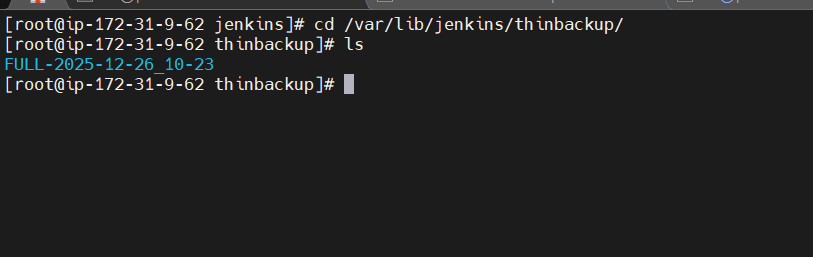 [root@ip-172-31-9-62 jenkins]# cd /var/lib/jenkins/thinbackup/
[root@ip-172-31-9-62 thinbackup]# ls
FULL-2025-12-26_10-23
[root@ip-172-31-9-62 thinbackup]#